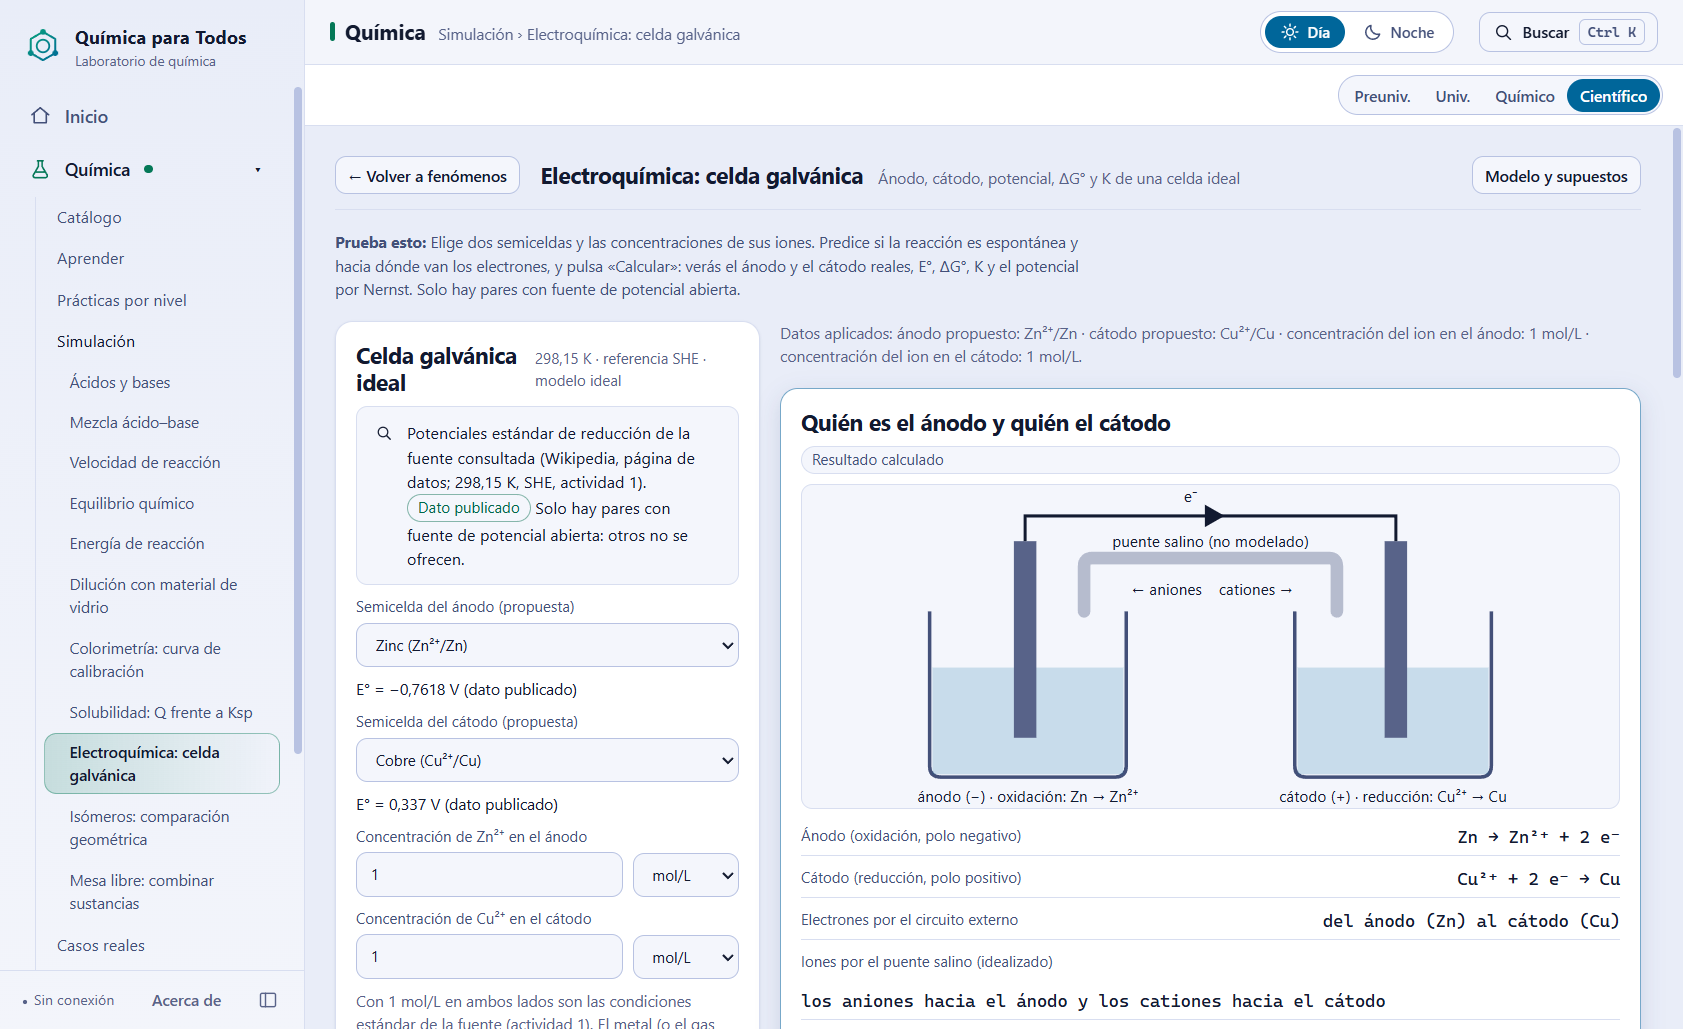 Química para Todos
Laboratorio de química
Inicio
Química
Catálogo
Aprender
Prácticas por nivel
Simulación
Ácidos y bases
Mezcla ácido–base
Velocidad de reacción
Equilibrio químico
Energía de reacción
Dilución con material de
vidrio
Colorimetría: curva de
calibración
Solubilidad: Q frente a Ksp
Electroquímica: celda
galvánica
Isómeros: comparación
geométrica
Mesa libre: combinar
sustancias
Casos reales
• Sin conexión
Acerca de
Química
Simulación › Electroquímica: celda galvánica
Día
Noche
Buscar
Ctrl K
Preuniv.
Univ.
Químico
Científico
← Volver a fenómenos
Electroquímica: celda galvánica
Ánodo, cátodo, potencial, ΔG° y K de una celda ideal
Modelo y supuestos
Prueba esto: Elige dos semiceldas y las concentraciones de sus iones. Predice si la reacción es espontánea y
hacia dónde van los electrones, y pulsa «Calcular»: verás el ánodo y el cátodo reales, E°, ΔG°, K y el potencial
por Nernst. Solo hay pares con fuente de potencial abierta.
Celda galvánica
ideal
298,15 K · referencia SHE ·
modelo ideal
Potenciales estándar de reducción de la
fuente consultada (Wikipedia, página de
datos; 298,15 K, SHE, actividad 1).
Dato publicado Solo hay pares con
fuente de potencial abierta: otros no se
ofrecen.
Semicelda del ánodo (propuesta)
Zinc (Zn²⁺/Zn)
E° = −0,7618 V (dato publicado)
Semicelda del cátodo (propuesta)
Cobre (Cu²⁺/Cu)
E° = 0,337 V (dato publicado)
Concentración de Zn²⁺ en el ánodo
1
mol/L
Concentración de Cu²⁺ en el cátodo
1
mol/L
Con 1 mol/L en ambos lados son las condiciones
estándar de la fuente (actividad 1). El metal (o el gas
Datos aplicados: ánodo propuesto: Zn²⁺/Zn · cátodo propuesto: Cu²⁺/Cu · concentración del ion en el ánodo: 1 mol/L ·
concentración del ion en el cátodo: 1 mol/L.
Quién es el ánodo y quién el cátodo
Resultado calculado
e⁻
puente salino (no modelado)
← aniones
cationes →
ánodo (−) · oxidación: Zn → Zn²⁺
cátodo (+) · reducción: Cu²⁺ → Cu
Ánodo (oxidación, polo negativo)
Zn → Zn²⁺ + 2 e⁻
Cátodo (reducción, polo positivo)
Cu²⁺ + 2 e⁻ → Cu
Electrones por el circuito externo
del ánodo (Zn) al cátodo (Cu)
Iones por el puente salino (idealizado)
los aniones hacia el ánodo y los cationes hacia el cátodo